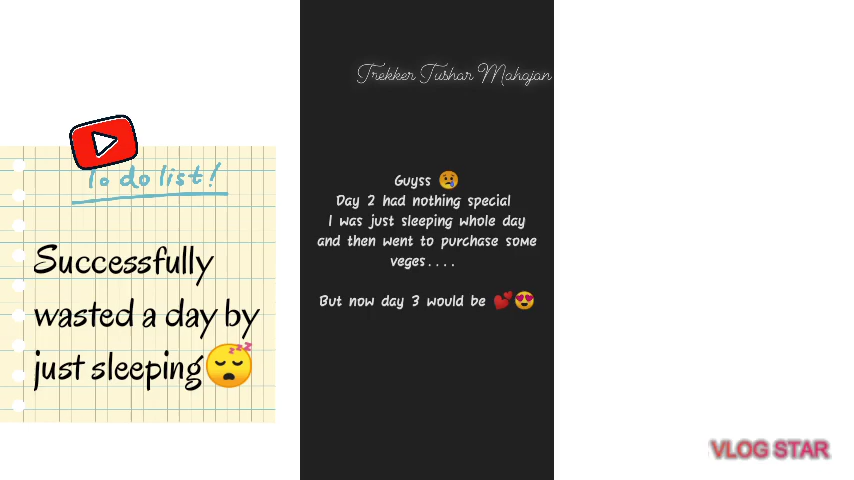 To do list!
Successfully
wasted a day by
just sleeping😴
Trekker Tushar Mahajan
Guyss 😢
Day 2 had nothing special
I was just sleeping whole day
and then went to purchase some
veges....
But now day 3 would be 💕😍
VLOG STAR